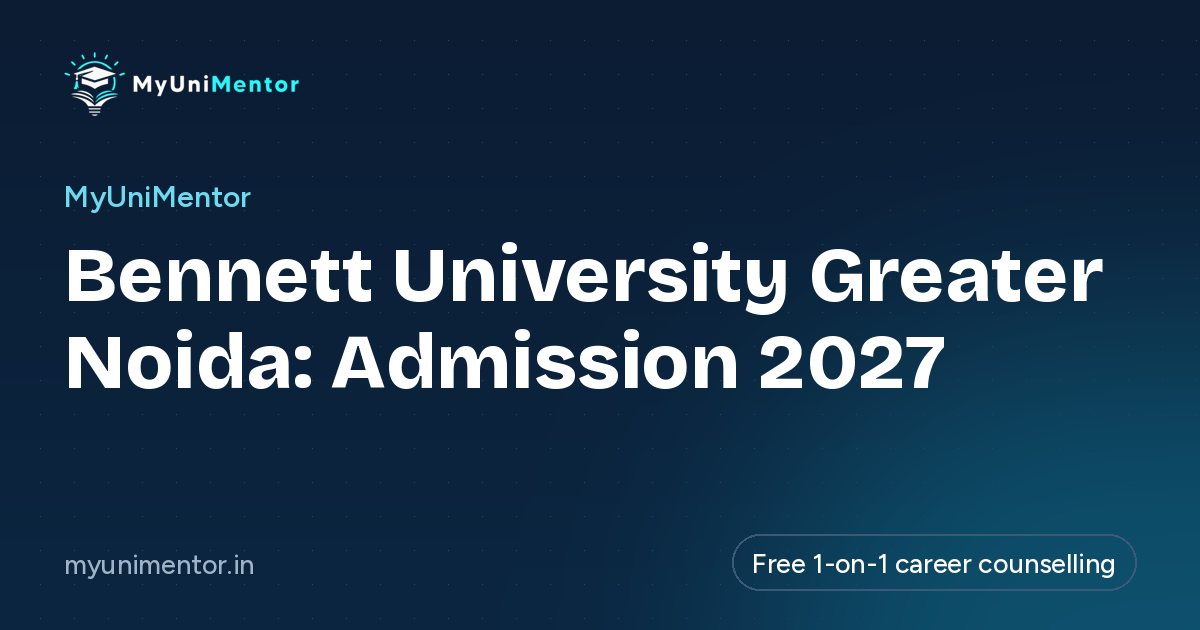 MyUniMentor
MyUniMentor
Bennett University Greater
Noida: Admission 2027
myunimentor.in
Free 1-on-1 career counselling